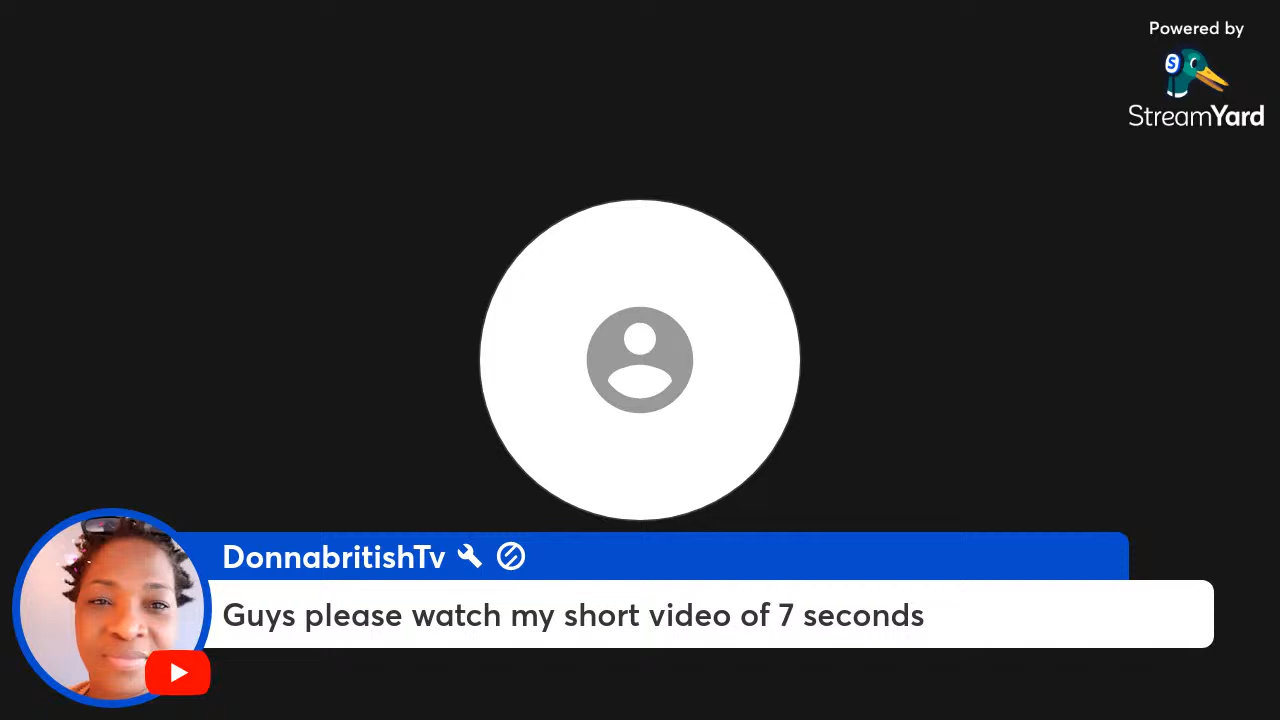 Powered by
S
StreamYard
DonnabritishTv
Guys please watch my short video of 7 seconds